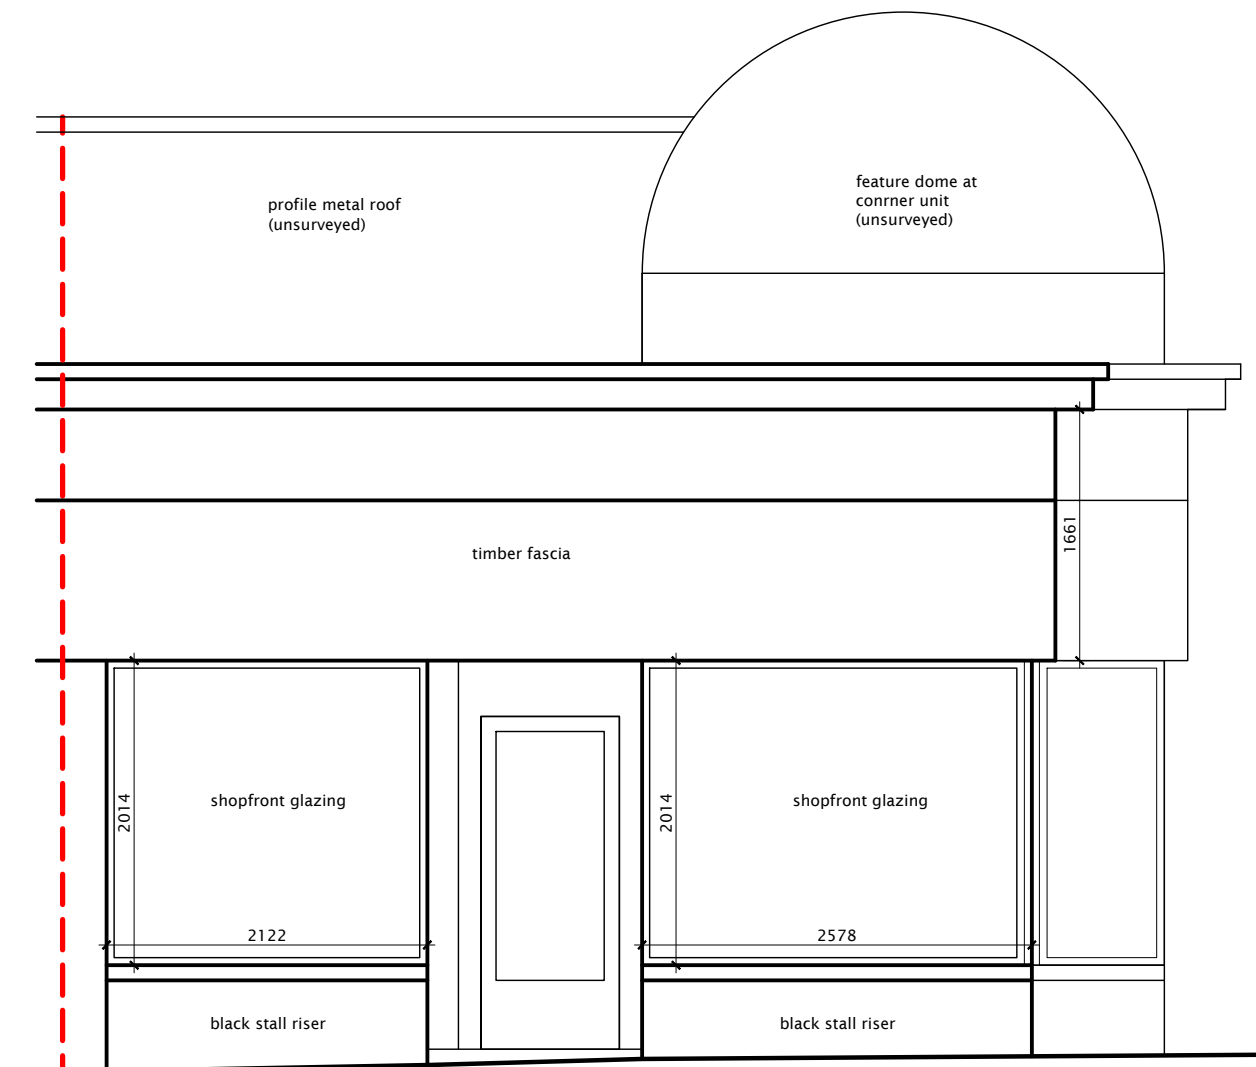 profile metal roof
(unsurveyed)
feature dome at
conrner unit
(unsurveyed)
timber fascia
1661
2014
shopfront glazing
2122
2014
shopfront glazing
2578
black stall riser
black stall riser